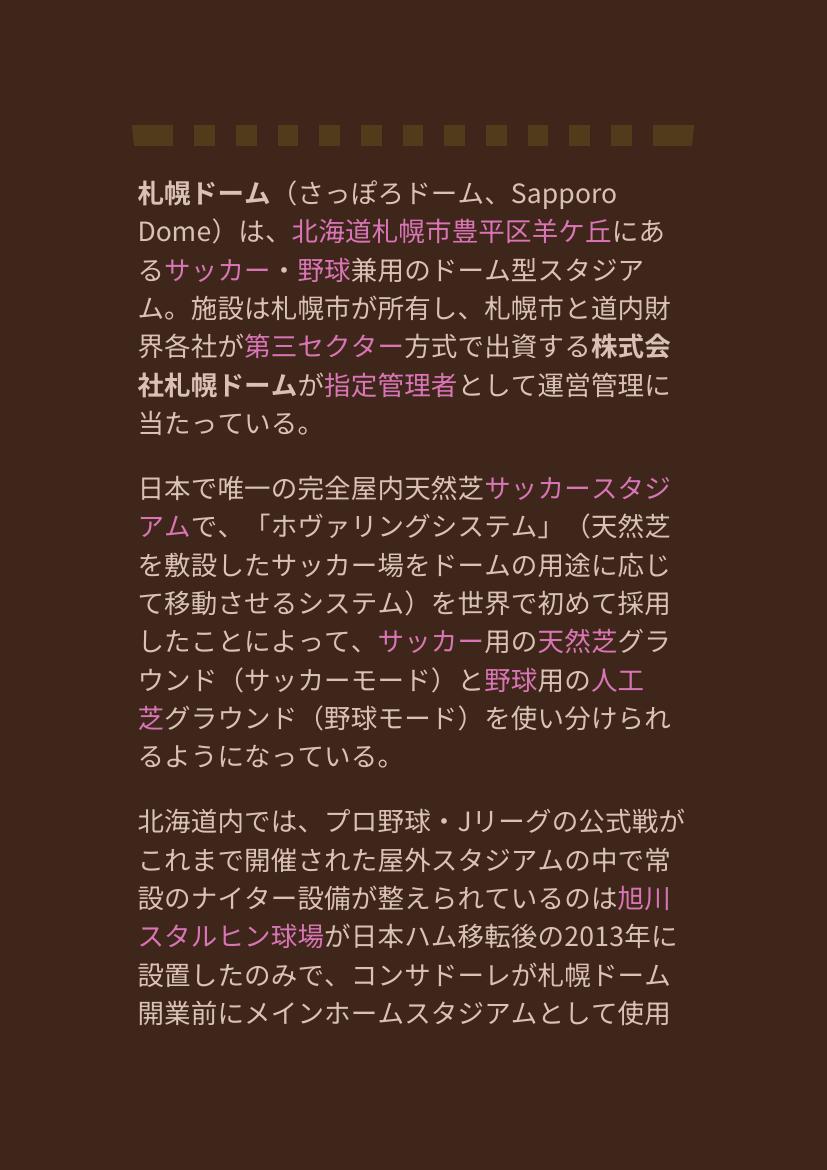 札幌ドーム（さっぽろドーム、Sapporo
Dome）は、北海道札幌市豊平区羊ケ丘にあ
るサッカー・野球兼用のドーム型スタジア
ム。施設は札幌市が所有し、札幌市と道内財
界各社が第三セクター方式で出資する株式会
社札幌ドームが指定管理者として運営管理に
当たっている。
日本で唯一の完全屋内天然芝サッカースタジ
アムで、「ホヴァリングシステム」（天然芝
を敷設したサッカー場をドームの用途に応じ
て移動させるシステム）を世界で初めて採用
したことによって、サッカー用の天然芝グラ
ウンド（サッカーモード）と野球用の人工
芝グラウンド（野球モード）を使い分けられ
るようになっている。
北海道内では、プロ野球・Jリーグの公式戦が
これまで開催された屋外スタジアムの中で常
設のナイター設備が整えられているのは旭川
スタルヒン球場が日本ハム移転後の2013年に
設置したのみで、コンサドーレが札幌ドーム
開業前にメインホームスタジアムとして使用